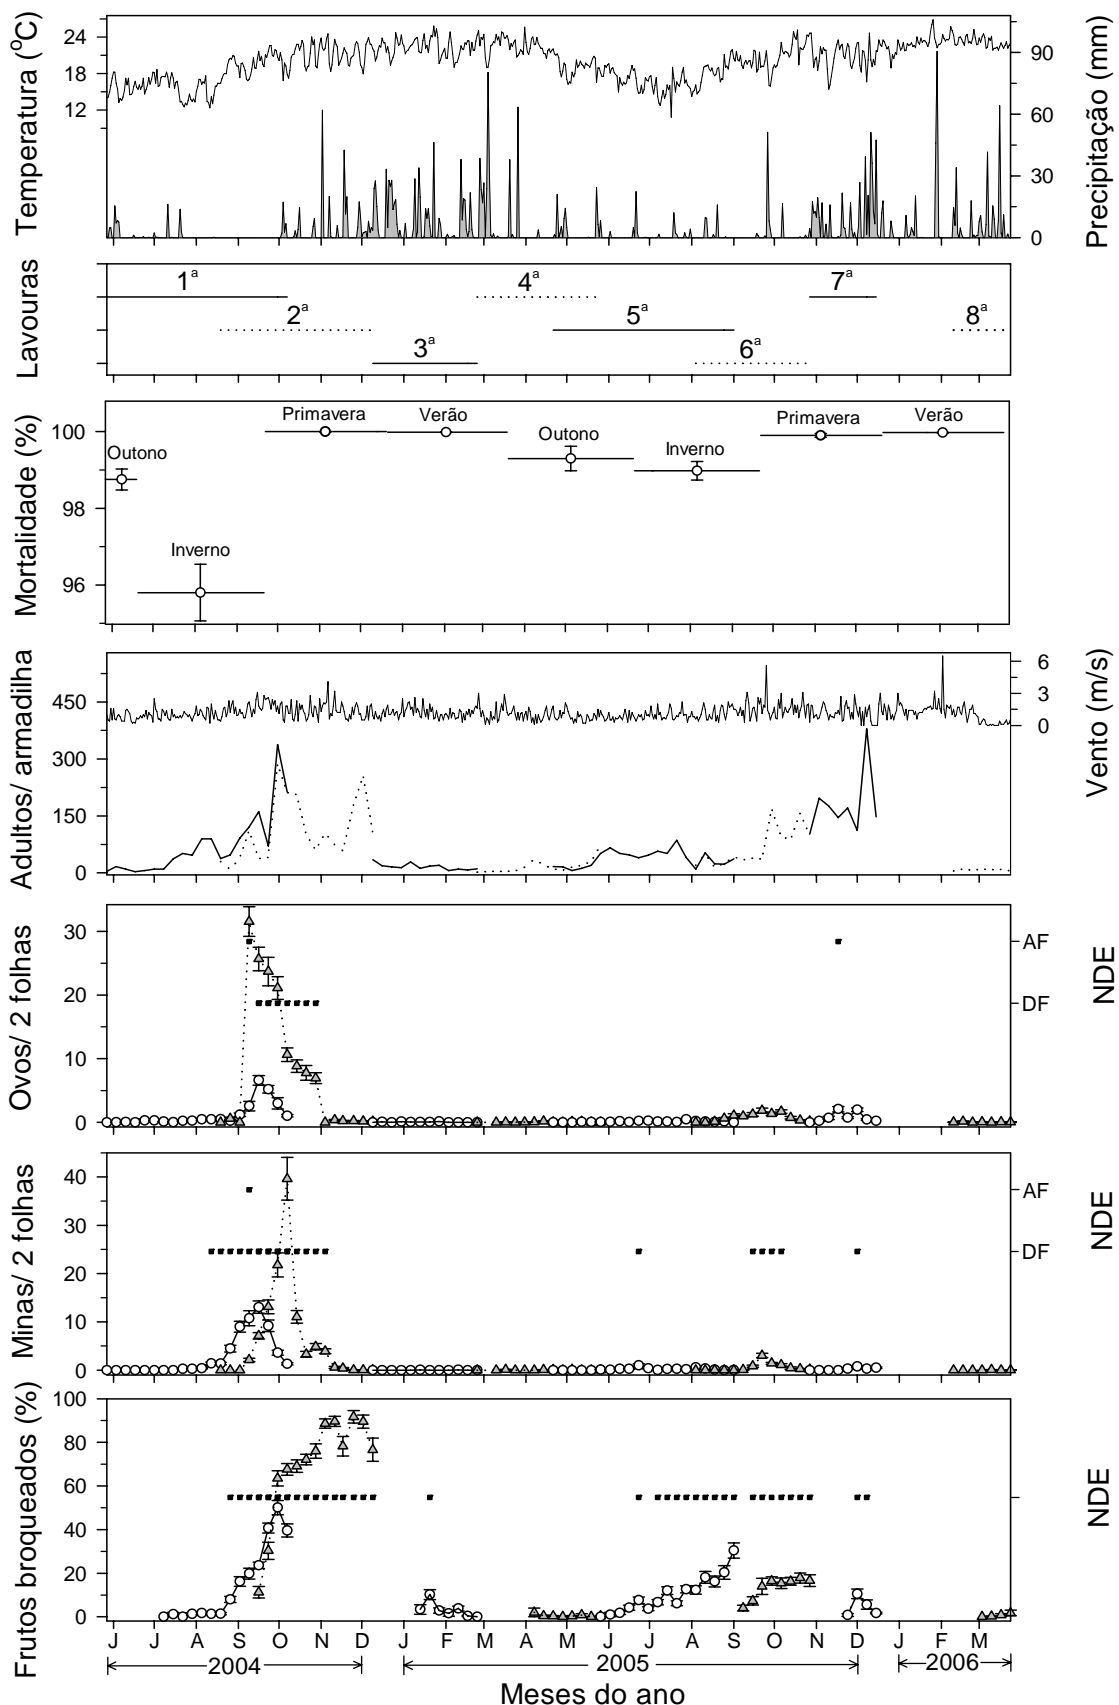 Temperatura (°C)
24
18
12
90
60
30
0
Precipitação (mm)
Lavouras
1ª
2ª
3ª
4ª
5ª
6ª
7ª
8ª
Mortalidade (%)
100
98
96
Outono
Inverno
Primavera
Verão
Outono
Inverno
Primavera
Verão
Adultos/ armadilha
450
300
150
0
6
3
0
Vento (m/s)
Ovos/ 2 folhas
30
20
10
0
AF
DF
NDE
Minas/ 2 folhas
40
30
20
10
0
AF
DF
NDE
Frutos broqueados (%)
100
80
60
40
20
0
NDE
J J A S O N D J F M A M J J A S O N D J F M
2004 2005 2006
Meses do ano